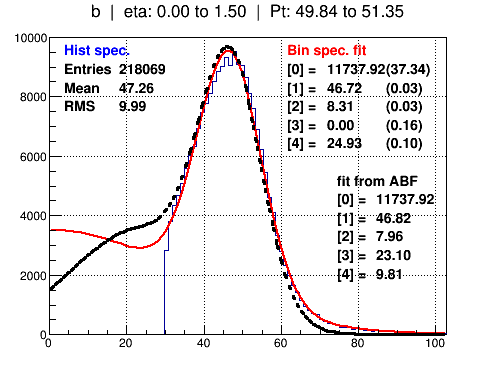 b | eta: 0.00 to 1.50 | Pt: 49.84 to 51.35
Hist spec.
Entries 218069
Mean 47.26
RMS 9.99
Bin spec. fit
[0] = 11737.92(37.34)
[1] = 46.72 (0.03)
[2] = 8.31 (0.03)
[3] = 0.00 (0.16)
[4] = 24.93 (0.10)
fit from ABF
[0] = 11737.92
[1] = 46.82
[2] = 7.96
[3] = 23.10
[4] = 9.81
10000
8000
6000
4000
2000
0
0 20 40 60 80 100